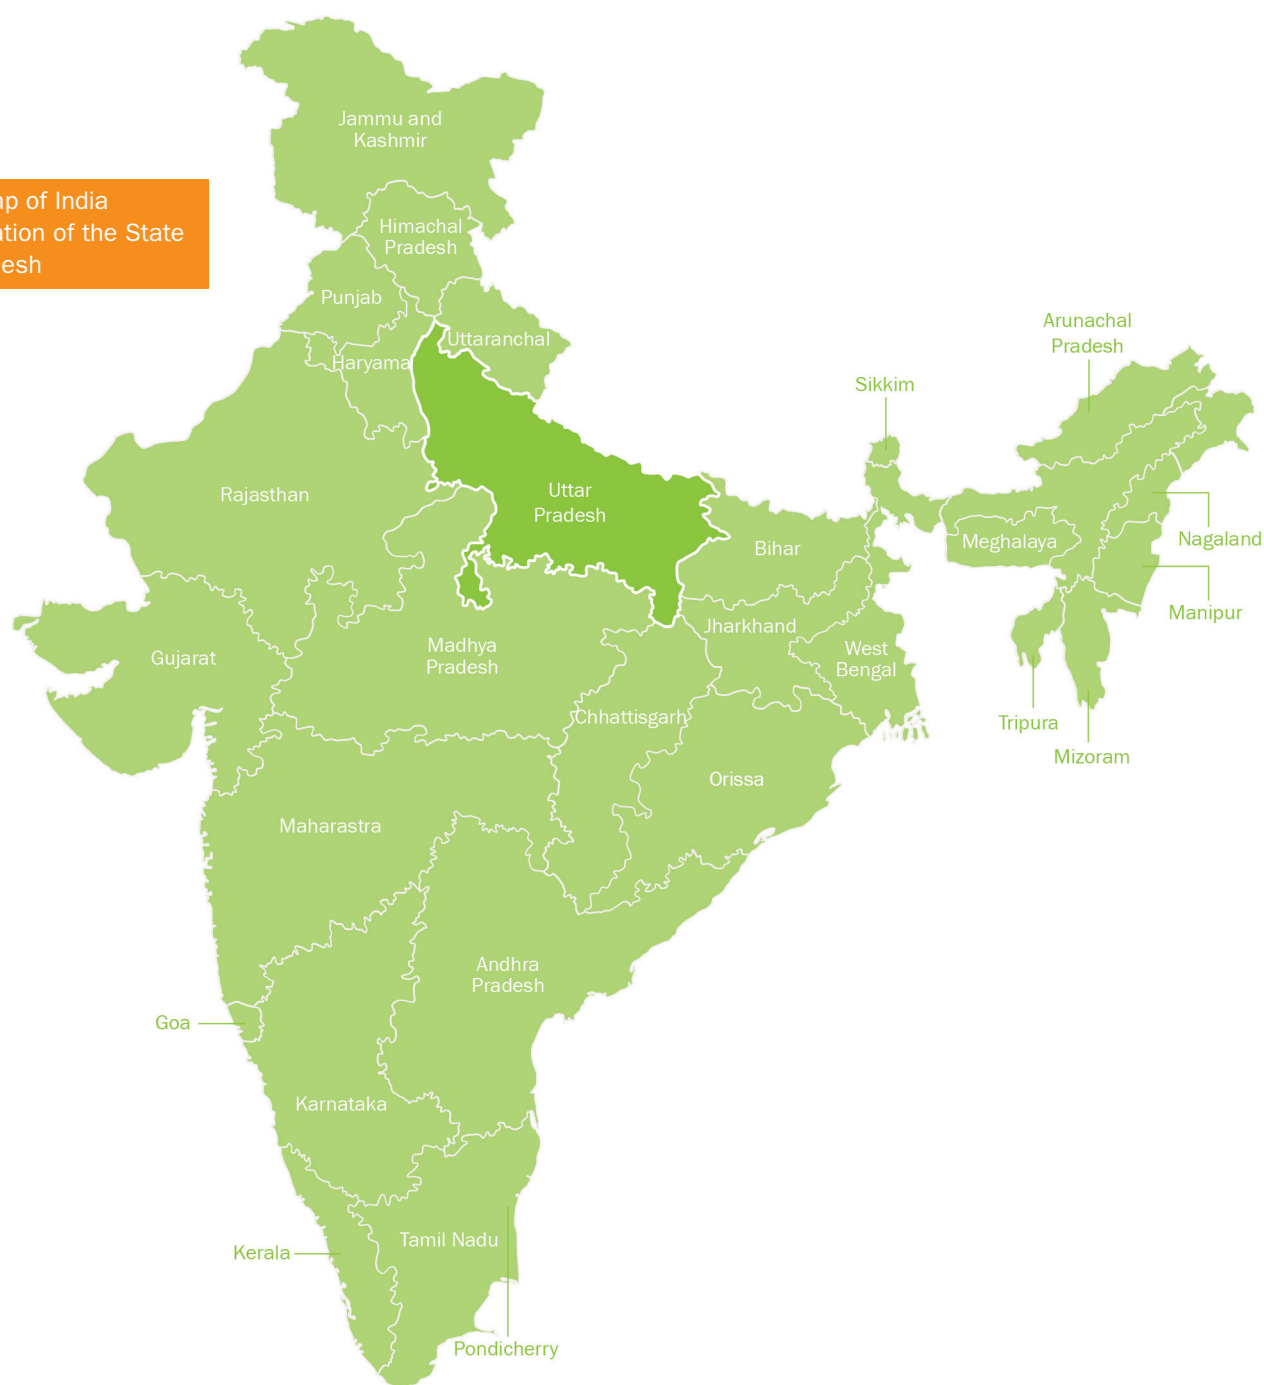 ap of India
ation of the State
esh
Jammu and
Kashmir
Himachal
Pradesh
Punjab
Uttaranchal
Haryama
Arunachal
Pradesh
Sikkim
Rajasthan
Uttar
Pradesh
Bihar
Meghalaya
Nagaland
Manipur
Jharkhand
West
Bengal
Gujarat
Madhya
Pradesh
Chhattisgarh
Tripura
Mizoram
Orissa
Maharastra
Andhra
Pradesh
Goa
Karnataka
Kerala
Tamil Nadu
Pondicherry